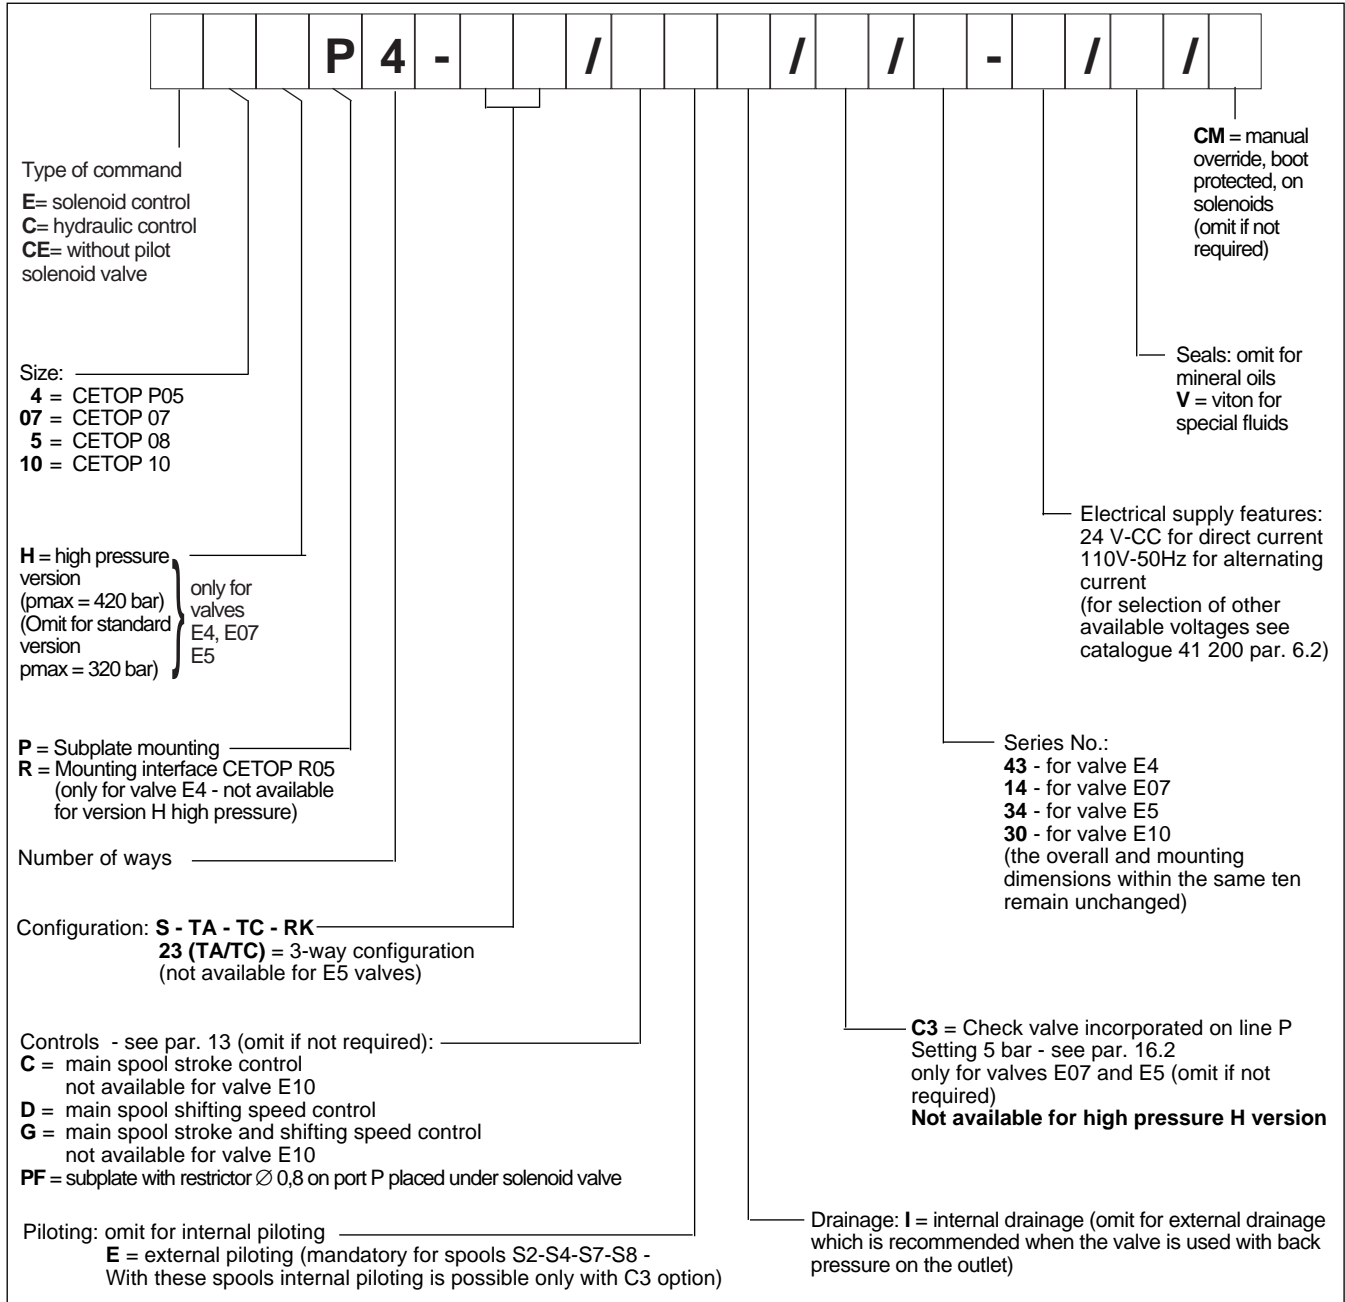 P 4 - / / / - / /
Type of command
E= solenoid control
C= hydraulic control
CE= without pilot
solenoid valve
CM = manual
override, boot
protected, on
solenoids
(omit if not
required)
Size:
4 = CETOP P05
07 = CETOP 07
5 = CETOP 08
10 = CETOP 10
Seals: omit for
mineral oils
V = viton for
special fluids
H = high pressure
version
(pmax = 420 bar)
(Omit for standard
version
pmax = 320 bar)
only for
valves
E4, E07
E5
Electrical supply features:
24 V-CC for direct current
110V-50Hz for alternating
current
(for selection of other
available voltages see
catalogue 41 200 par. 6.2)
P = Subplate mounting
R = Mounting interface CETOP R05
(only for valve E4 - not available
for version H high pressure)
Number of ways
Series No.:
43 - for valve E4
14 - for valve E07
34 - for valve E5
30 - for valve E10
(the overall and mounting
dimensions within the same ten
remain unchanged)
Configuration: S - TA - TC - RK
23 (TA/TC) = 3-way configuration
(not available for E5 valves)
Controls - see par. 13 (omit if not required):
C = main spool stroke control
not available for valve E10
D = main spool shifting speed control
G = main spool stroke and shifting speed control
not available for valve E10
PF = subplate with restrictor ∅ 0,8 on port P placed under solenoid valve
C3 = Check valve incorporated on line P
Setting 5 bar - see par. 16.2
only for valves E07 and E5 (omit if not
required)
Not available for high pressure H version
Piloting: omit for internal piloting
E = external piloting (mandatory for spools S2-S4-S7-S8 -
With these spools internal piloting is possible only with C3 option)
Drainage: I = internal drainage (omit for external drainage
which is recommended when the valve is used with back
pressure on the outlet)